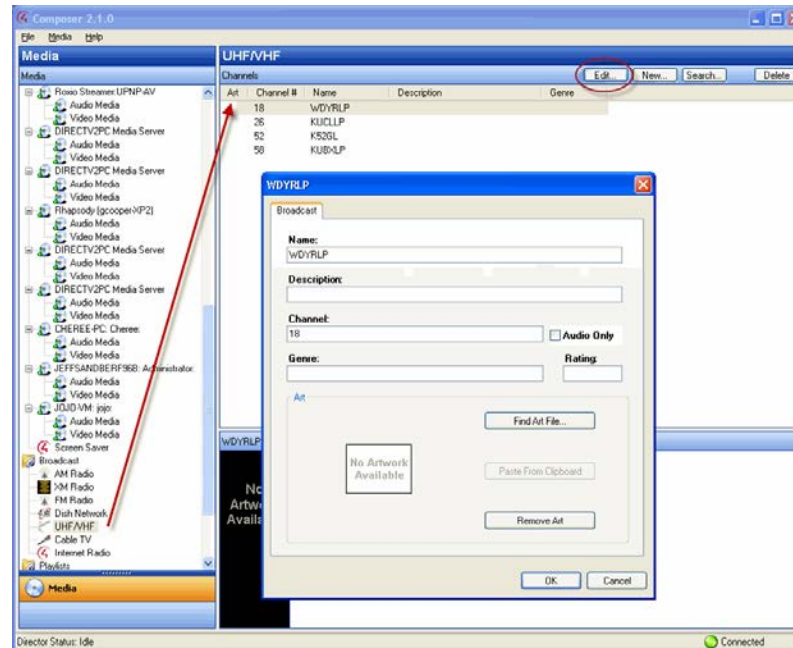 Composer 2.1.0
File Media Help
Media
Media
Roxio Streamer:UPNP-AV
Audio Media
Video Media
DIRECTV2PC Media Server
Audio Media
Video Media
DIRECTV2PC Media Server
Audio Media
Video Media
Rhapsody (gcooper-XP2)
Audio Media
Video Media
DIRECTV2PC Media Server
Audio Media
Video Media
DIRECTV2PC Media Server
Audio Media
Video Media
CHEREE-PC: Cheree:
Audio Media
Video Media
JEFFSANDBERF968: Administrator:
Audio Media
Video Media
JOJO-VM: jojo:
Audio Media
Video Media
Screen Saver
Broadcast
AM Radio
XM Radio
FM Radio
Dish Network
UHF/VHF
Cable TV
Internet Radio
Playlists
Media
Director Status: Idle
UHF/VHF
Channels
Edit... New... Search... Delete
Art Channel # Name Description Genre
18 WDYRLP
26 KUCLLP
52 K52GL
58 KUBXLP
WDYRLP
No
Artwo
Availa
WDYRLP
Broadcast
Name:
WDYRLP
Description:
Channel:
18
Audio Only
Genre:
Rating:
Art
No Artwork
Available
Find Art File...
Paste From Clipboard
Remove Art
OK Cancel
Connected